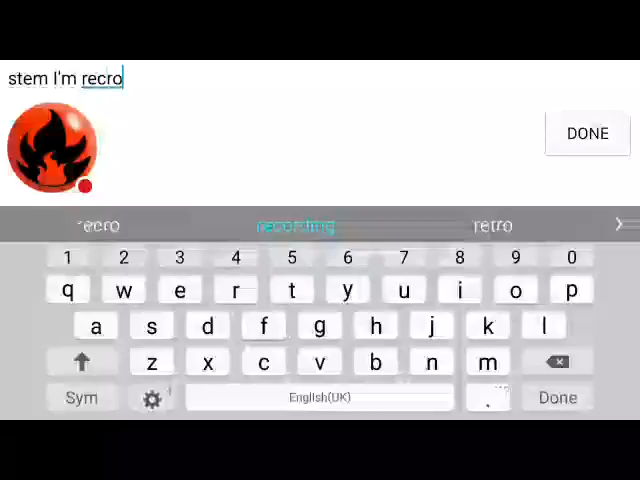 stem I'm recro
DONE
recro recording retro
1 2 3 4 5 6 7 8 9 0
q w e r t y u i o p
a s d f g h j k l
z x c v b n m
Sym English(UK) . Done